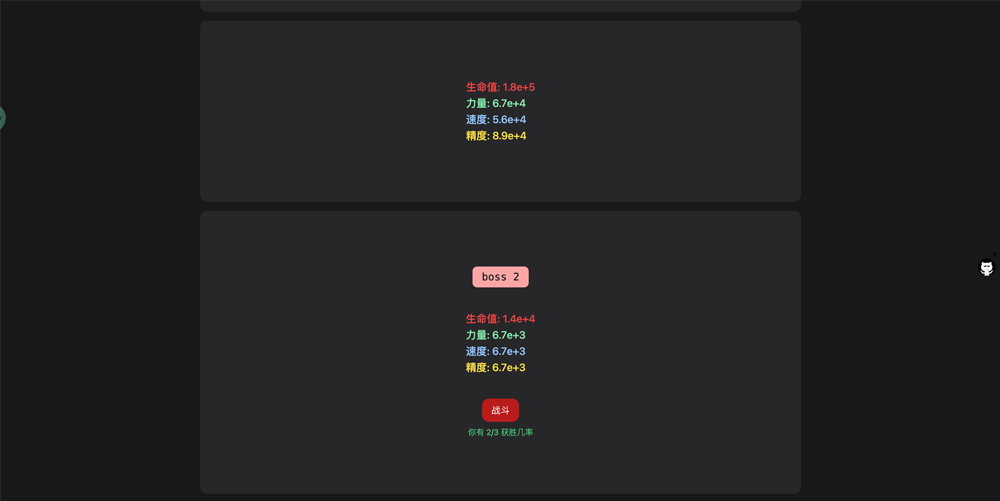 生命值: 1.8e+5
力量: 6.7e+4
速度: 5.6e+4
精度: 8.9e+4
boss 2
生命值: 1.4e+4
力量: 6.7e+3
速度: 6.7e+3
精度: 6.7e+3
战斗
你有 2/3 获胜几率